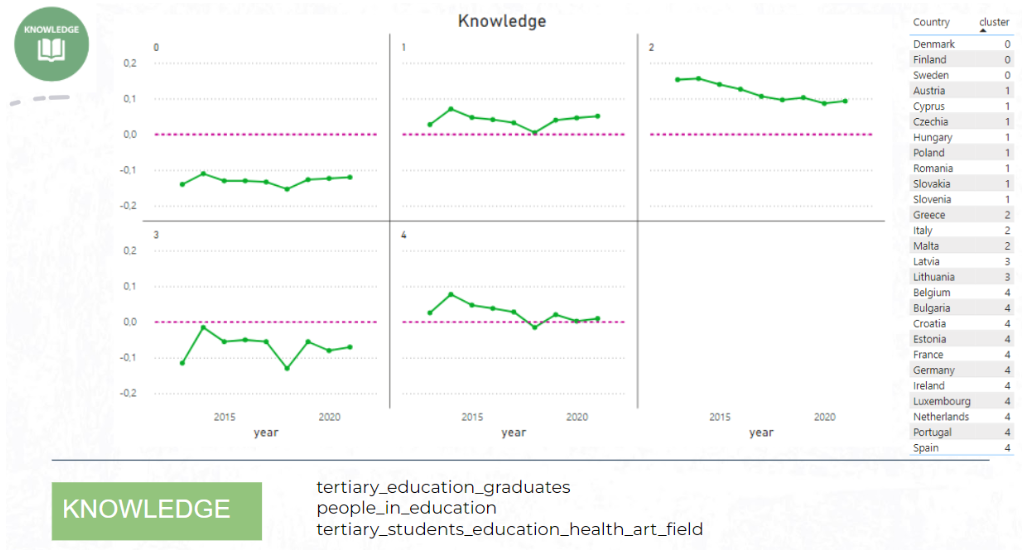 KNOWLEDGE
Knowledge
0
1
2
0,2
0,1
0,0
-0,1
-0,2
3
4
0,2
0,1
0,0
-0,1
-0,2
2015 2020
2015 2020
2015 2020
year
year
year
Country cluster
Denmark 0
Finland 0
Sweden 0
Austria 1
Cyprus 1
Czechia 1
Hungary 1
Poland 1
Romania 1
Slovakia 1
Slovenia 1
Greece 2
Italy 2
Malta 2
Latvia 3
Lithuania 3
Belgium 4
Bulgaria 4
Croatia 4
Estonia 4
France 4
Germany 4
Ireland 4
Luxembourg 4
Netherlands 4
Portugal 4
Spain 4
KNOWLEDGE
tertiary_education_graduates
people_in_education
tertiary_students_education_health_art_field